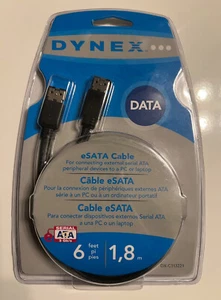 DYNEX
DATA
eSATA Cable
For connecting external Serial ATA
peripheral devices to a PC or laptop
Câble eSATA
Pour la connexion de périphériques externes ATA
série à un PC ou à un ordinateur portatif
Cable eSATA
Para conectar dispositivos externos Serial ATA
a una PC o un laptop
SERIAL
ATA
6 feet
pi
pies
1,8 m